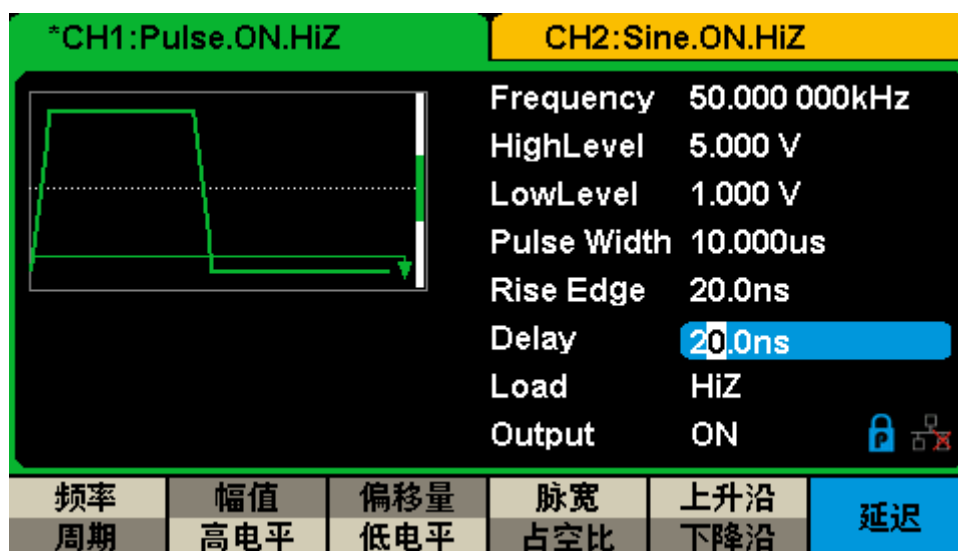 *CH1:Pulse.ON.HiZ
CH2:Sine.ON.HiZ
Frequency 50.000 000kHz
HighLevel 5.000 V
LowLevel 1.000 V
Pulse Width 10.000us
Rise Edge 20.0ns
Delay 20.0ns
Load HiZ
Output ON
P
频率 幅值 偏移量 脉宽 上升沿 延迟
周期 高电平 低电平 占空比 下降沿